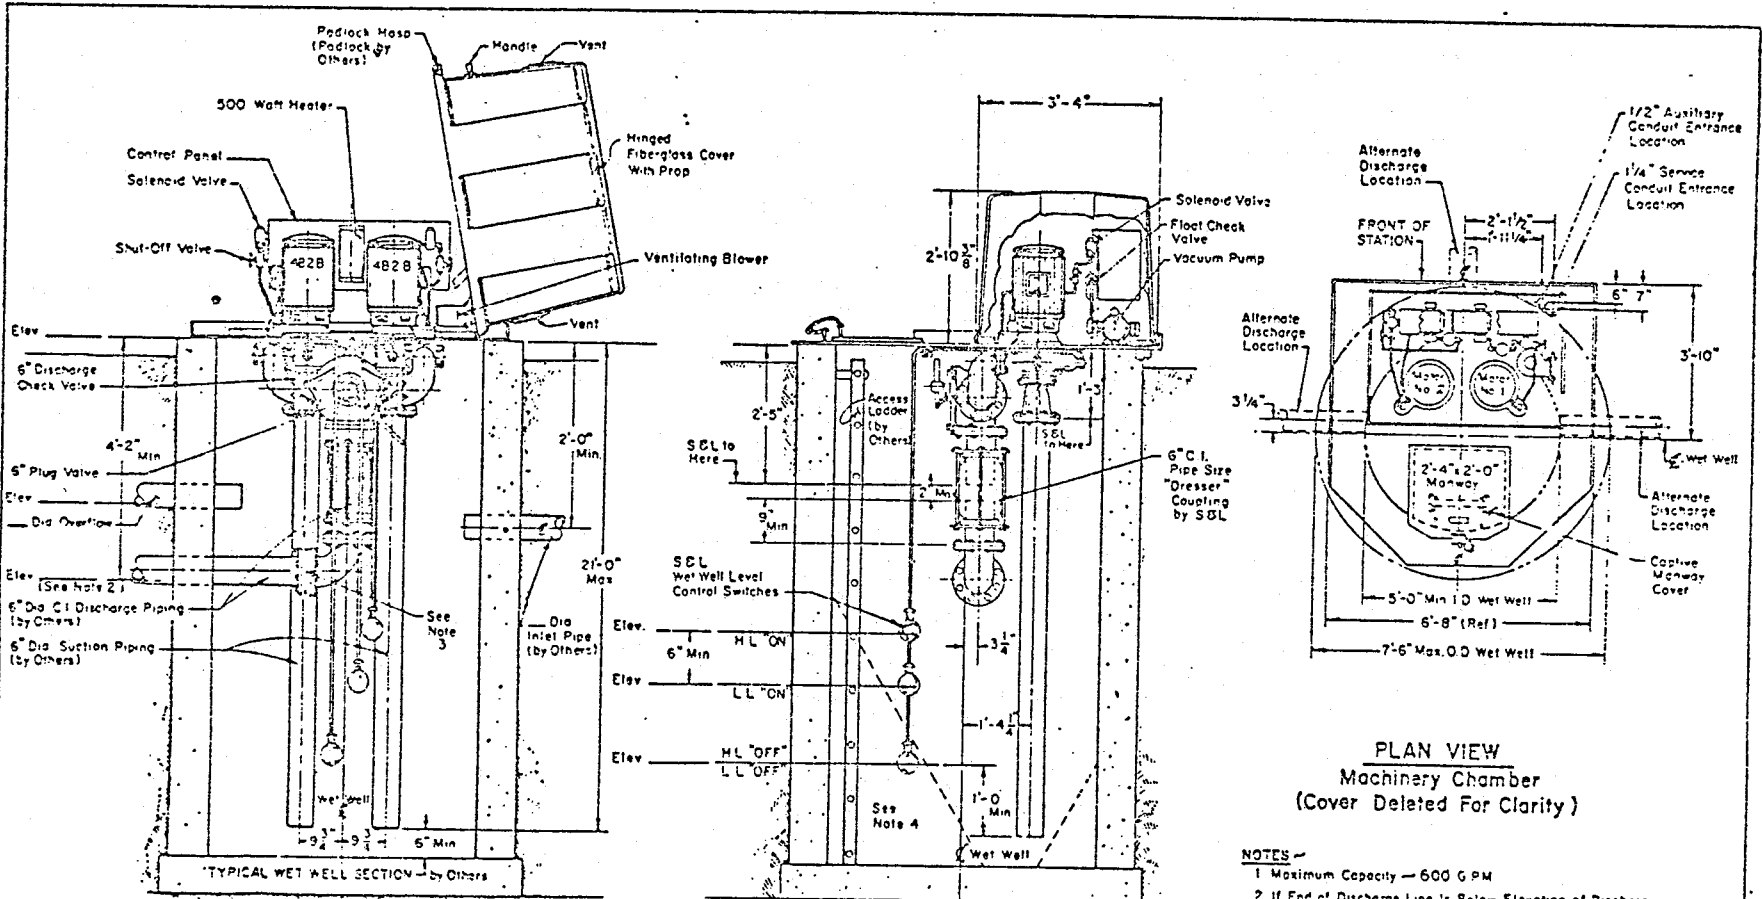 Padlock Hasp
(Padlock by
Others)
Handle
Vent
500 Watt Heater
Control Panel
Solenoid Valve
Shut-Off Valve
4828
Hinged
Fiberglass Cover
With Prop
Ventilating Blower
Vent
Elev
6" Discharge
Check Valve
4'-2"
Min
6" Plug Valve
Elev
Dia Overflow
Elev
(See Note 2)
6" Dia C I Discharge Piping
(by Others)
6" Dia Suction Piping
(by Others)
2'-0"
Min.
21'-0"
Max
See
Note
3
Dia
Inlet Pipe
(by Others)
Wet Well
9 3/4"
9 3/4"
6" Min
"TYPICAL WET WELL SECTION - by Others
3'-4"
2'-10 3/8"
Solenoid Valve
Float Check
Valve
Vacuum Pump
2'-5"
Access
Ladder
(by
Others)
1'-3
S&L
to Here
S&L to
Here
2" Min
9"
Min
6" C.I.
Pipe Size
"Dresser"
Coupling
by S&L
S&L
Wet Well Level
Control Switches
Elev.
H L "ON"
6" Min
Elev
L L "ON"
3 1/4"
1'-4 1/4"
Elev
H L "OFF"
L L "OFF"
1'-0
Min
See
Note 4
Wet Well
1/2" Auxiliary
Conduit Entrance
Location
1 1/4" Service
Conduit Entrance
Location
Alternate
Discharge
Location
FRONT OF
STATION
2'-1 1/2"
1'-11 1/4"
6"
7"
3'-10"
Alternate
Discharge
Location
3 1/4"
Motor
No 2
Motor
No 1
2'-4" x 2'-0"
Manway
℄ Wet Well
Alternate
Discharge
Location
Captive
Manway
Cover
5'-0" Min I D Wet Well
6'-8" (Ref)
7'-6" Max. O.D Wet Well
PLAN VIEW
Machinery Chamber
(Cover Deleted For Clarity)
NOTES ~
1 Maximum Capacity - 600 G P M
2 If End of Discharge Line Is Below Elevation of Discharge